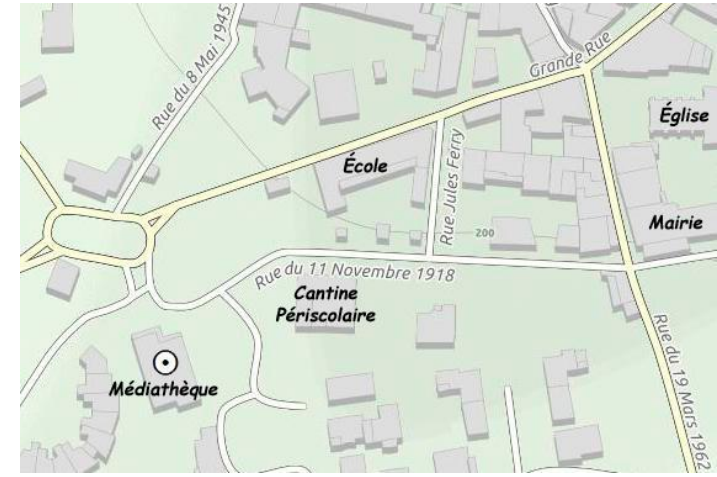 Rue du 8 Mai 1945
Grande Rue
Église
École
Rue Jules Ferry
Mairie
200
Rue du 11 Novembre 1918
Cantine
Périscolaire
Rue du 19 Mars 1962
Médiathèque